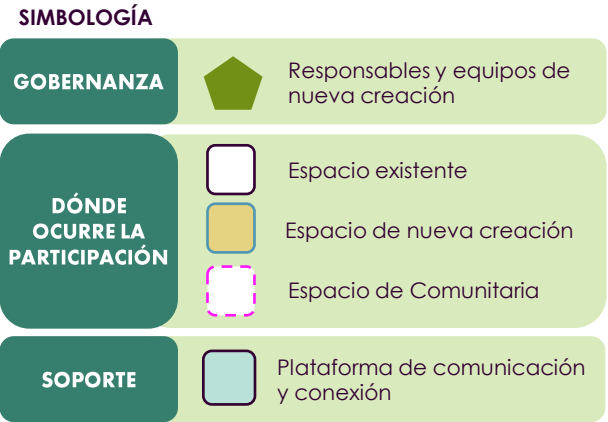 SIMBOLOGÍA
GOBERNANZA
Responsables y equipos de
nueva creación
DÓNDE
OCURRE LA
PARTICIPACIÓN
Espacio existente
Espacio de nueva creación
Espacio de Comunitaria
SOPORTE
Plataforma de comunicación
y conexión